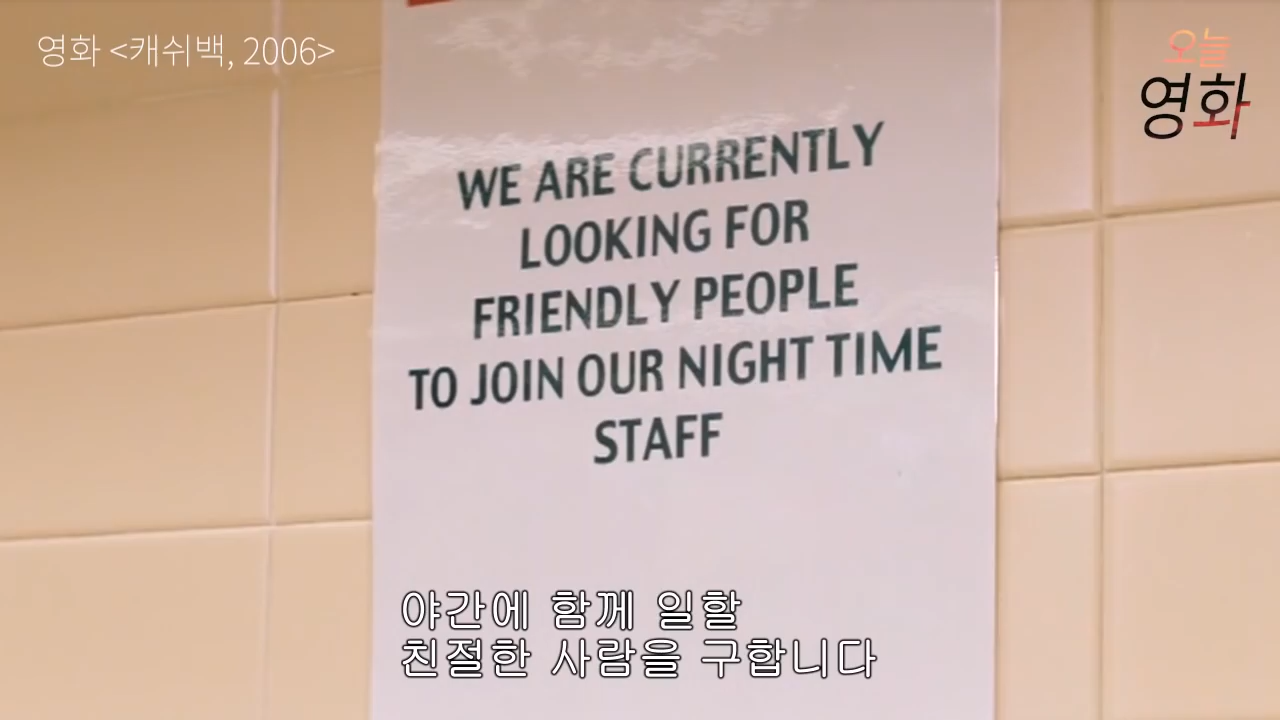 영화 <캐쉬백, 2006>
오늘
영화
WE ARE CURRENTLY
LOOKING FOR
FRIENDLY PEOPLE
TO JOIN OUR NIGHT TIME
STAFF
야간에 함께 일할
친절한 사람을 구합니다